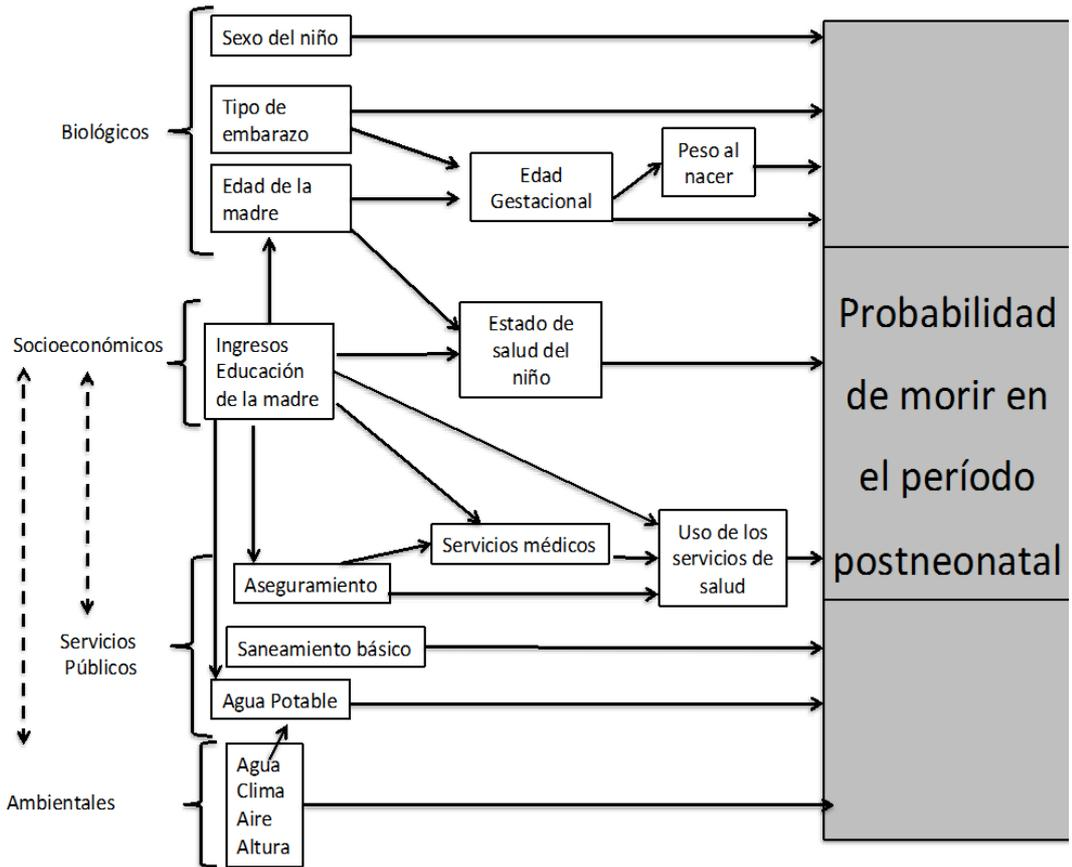 Sexo del niño
Biológicos
Tipo de
embarazo
Edad de la
madre
Edad
Gestacional
Peso al
nacer
Socioeconómicos
Ingresos
Educación
de la madre
Estado de
salud del
niño
Probabilidad
de morir en
el período
postneonatal
Servicios médicos
Uso de los
servicios de
salud
Aseguramiento
Servicios
Públicos
Saneamiento básico
Agua Potable
Ambientales
Agua
Clima
Aire
Altura